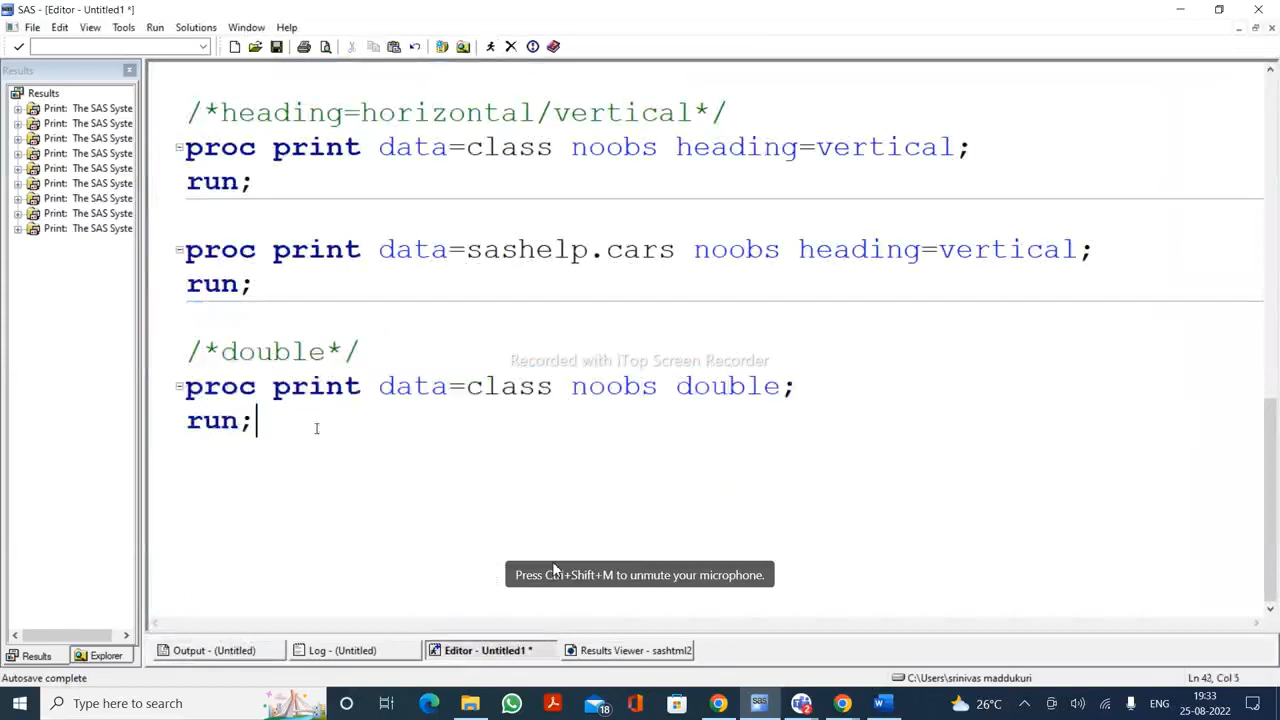 SAS - [Editor - Untitled1 *]
File Edit View Tools Run Solutions Window Help
Results
Results
Print: The SAS Syste
Print: The SAS Syste
Print: The SAS Syste
Print: The SAS Syste
Print: The SAS Syste
Print: The SAS Syste
Print: The SAS Syste
Print: The SAS Syste
Print: The SAS Syste
/*heading=horizontal/vertical*/
proc print data=class noobs heading=vertical;
run;
proc print data=sashelp.cars noobs heading=vertical;
run;
/*double*/
Recorded with iTop Screen Recorder
proc print data=class noobs double;
run;
Press Ctrl+Shift+M to unmute your microphone.
Results Explorer
Output - (Untitled) Log - (Untitled) Editor - Untitled1 * Results Viewer - sashtml2
Autosave complete C:\Users\srinivas maddukuri Ln 42, Col 5
Type here to search 18 SAS 2 26°C ENG 19:33
25-08-2022